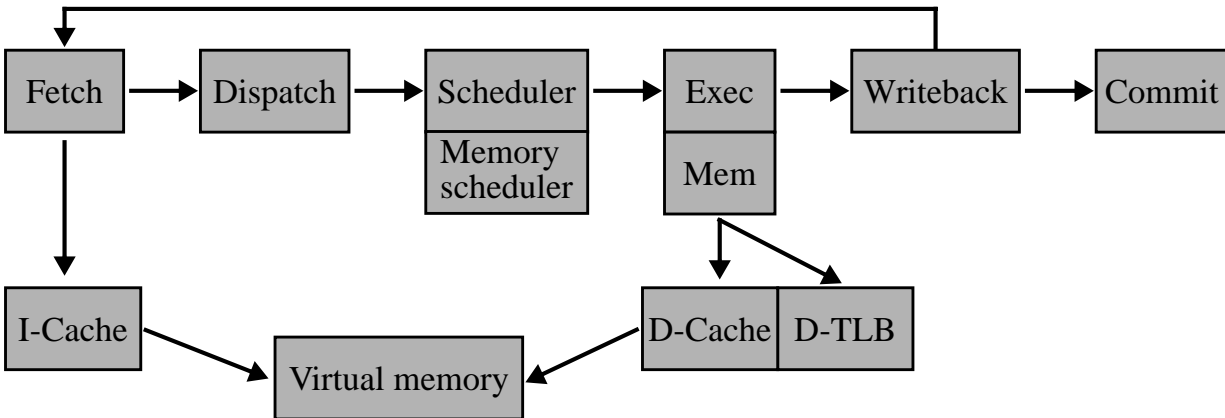 Fetch
Dispatch
Scheduler
Exec
Writeback
Commit
Memory
scheduler
Mem
I-Cache
D-Cache
D-TLB
Virtual memory